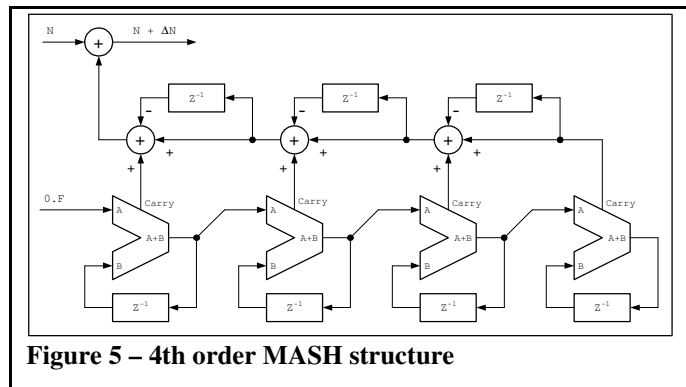 N
N + ΔN
+
Z⁻¹
Z⁻¹
Z⁻¹
-
-
-
+
+
+
+
+
+
+
+
+
0.F
Carry
Carry
Carry
Carry
A
A
A
A
A+B
A+B
A+B
A+B
B
B
B
B
Z⁻¹
Z⁻¹
Z⁻¹
Z⁻¹
Figure 5 – 4th order MASH structure